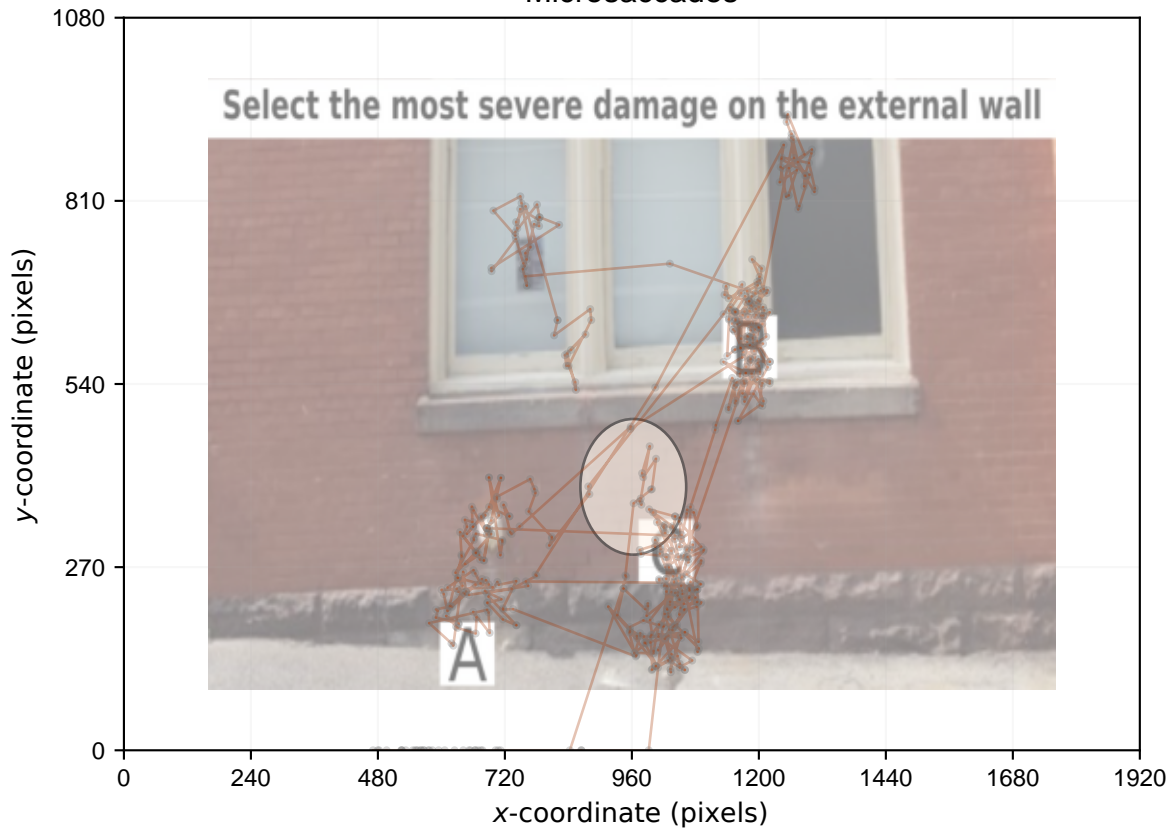 Microsaccades
1080
810
540
270
0
y-coordinate (pixels)
Select the most severe damage on the external wall
B
C
A
0 240 480 720 960 1200 1440 1680 1920
x-coordinate (pixels)